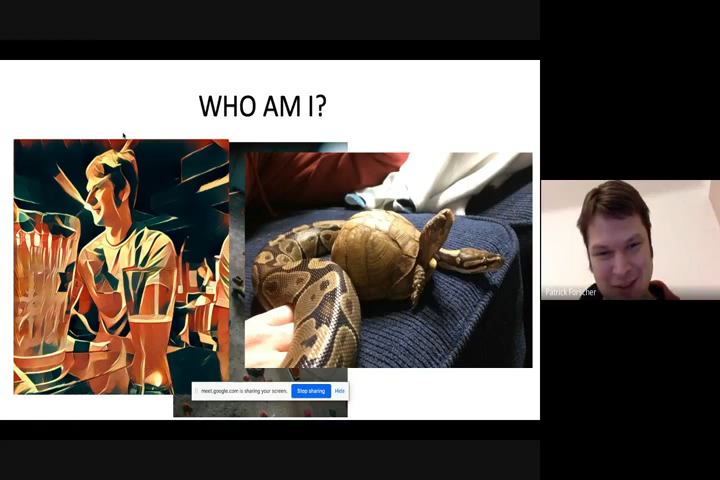 WHO AM I?
Patrick Forscher
meet.google.com is sharing your screen.
Stop sharing
Hide